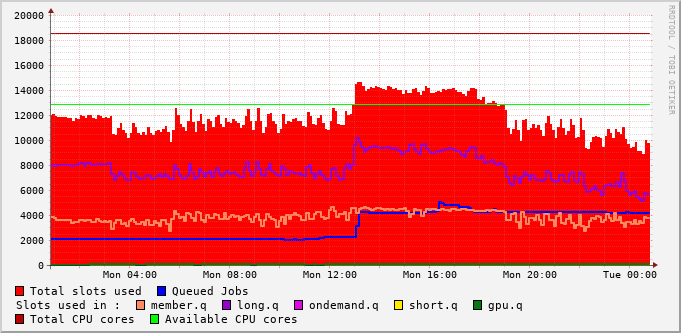 20000
18000
16000
14000
12000
10000
8000
6000
4000
2000
0
Mon 04:00 Mon 08:00 Mon 12:00 Mon 16:00 Mon 20:00 Tue 00:00
RRDTOOL / TOBI OETIKER
Total slots used Queued Jobs
Slots used in : member.q long.q ondemand.q short.q gpu.q
Total CPU cores Available CPU cores